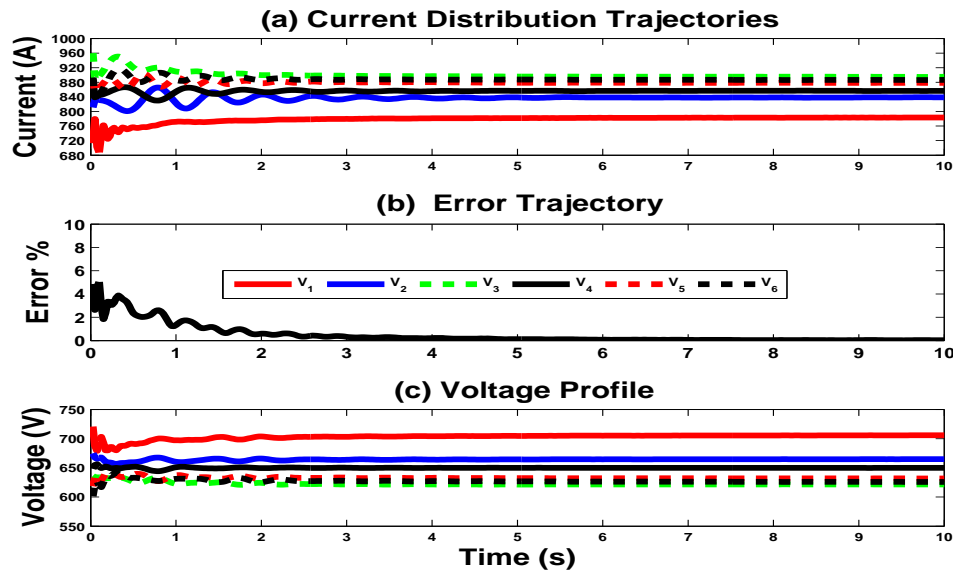 (a) Current Distribution Trajectories
Current (A)
1000
960
920
880
840
800
760
720
680
0 1 2 3 4 5 6 7 8 9 10
(b) Error Trajectory
Error %
10
8
6
4
2
0
V1 V2 V3 V4 V5 V6
0 1 2 3 4 5 6 7 8 9 10
(c) Voltage Profile
Voltage (V)
750
700
650
600
550
0 1 2 3 4 5 6 7 8 9 10
Time (s)